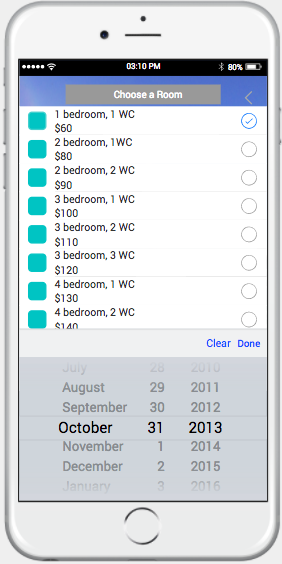 03:10 PM 80%
Choose a Room
1 bedroom, 1 WC
$60
2 bedroom, 1WC
$80
2 bedroom, 2 WC
$90
3 bedroom, 1 WC
$100
3 bedroom, 2 WC
$110
3 bedroom, 3 WC
$120
4 bedroom, 1 WC
$130
4 bedroom, 2 WC
$140
Clear Done
July 28 2010
August 29 2011
September 30 2012
October 31 2013
November 1 2014
December 2 2015
January 3 2016